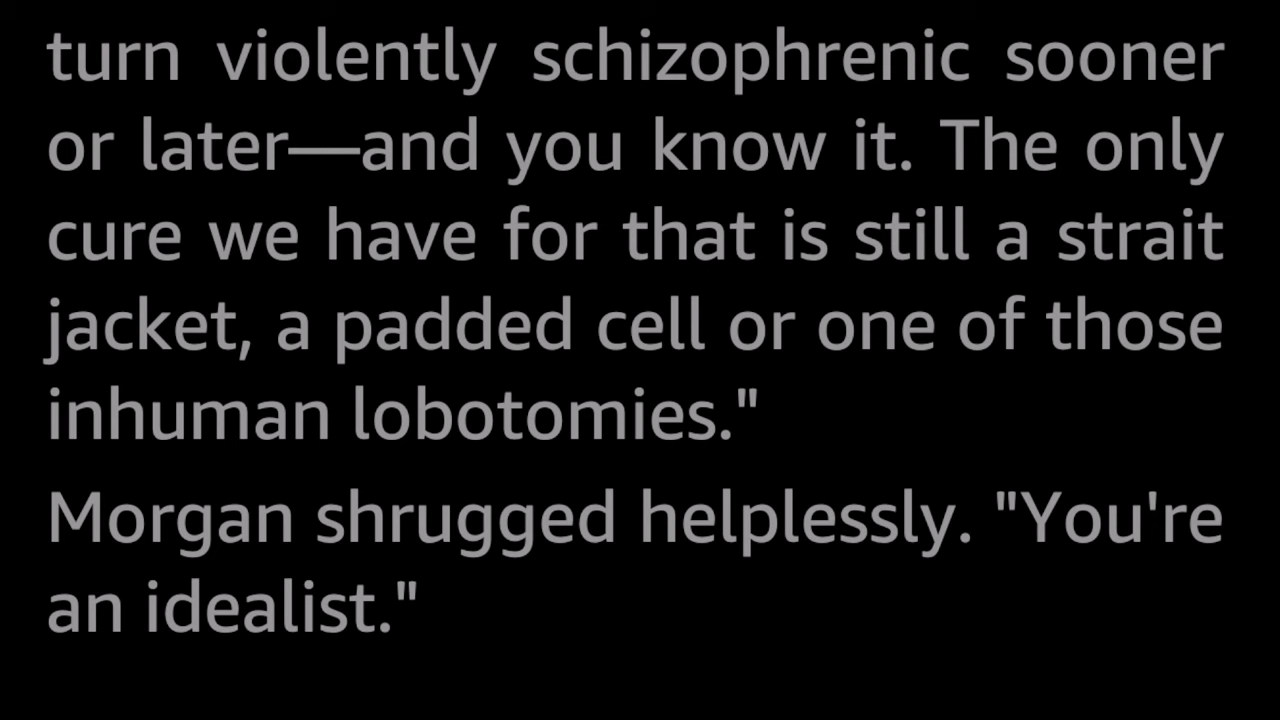 turn violently schizophrenic sooner
or later—and you know it. The only
cure we have for that is still a strait
jacket, a padded cell or one of those
inhuman lobotomies."
Morgan shrugged helplessly. "You're
an idealist."